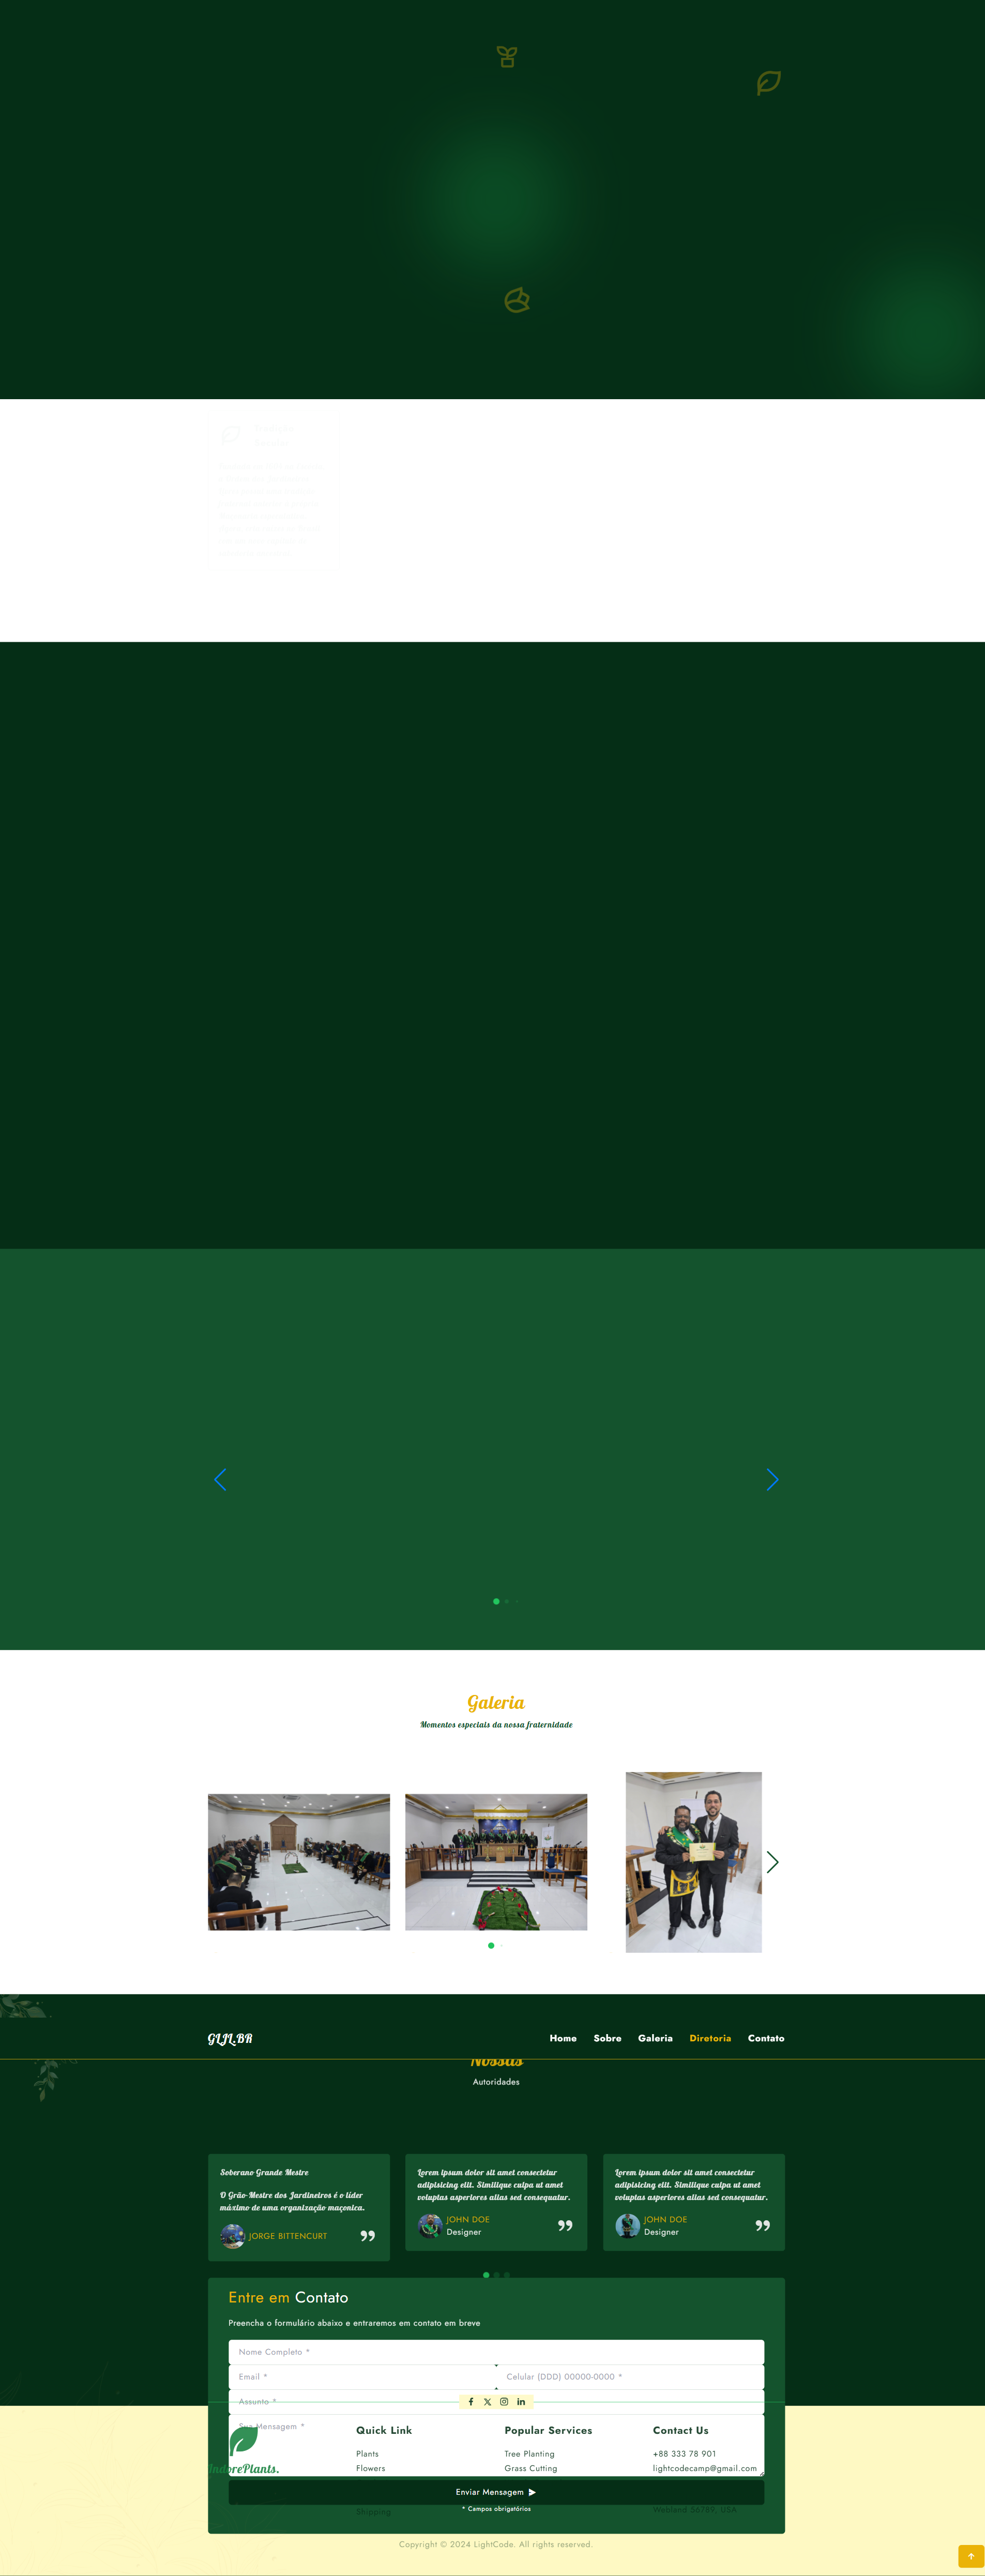 Galeria
Momentos especiais da nossa fraternidade
GLJL.BR
Home Sobre Galeria Diretoria Contato
Nossas
Autoridades
Soberano Grande Mestre
O Grão-Mestre dos Jardineiros é o líder
máximo de uma organização maçonica.
JORGE BITTENCURT
Lorem ipsum dolor sit amet consectetur
adipisicing elit. Similique culpa ut amet
voluptas asperiores alias sed consequatur.
JOHN DOE
Designer
Lorem ipsum dolor sit amet consectetur
adipisicing elit. Similique culpa ut amet
voluptas asperiores alias sed consequatur.
JOHN DOE
Designer
Entre em Contato
Preencha o formulário abaixo e entraremos em contato em breve
Nome Completo *
Email *
Celular (DDD) 00000-0000 *
Assunto *
Sua Mensagem *
IndorePlants.
Quick Link
Plants
Flowers
Shipping
Popular Services
Tree Planting
Grass Cutting
Contact Us
+88 333 78 901
lightcodecamp@gmail.com
Webland 56789, USA
Enviar Mensagem
* Campos obrigatórios
Copyright © 2024 LightCode. All rights reserved.